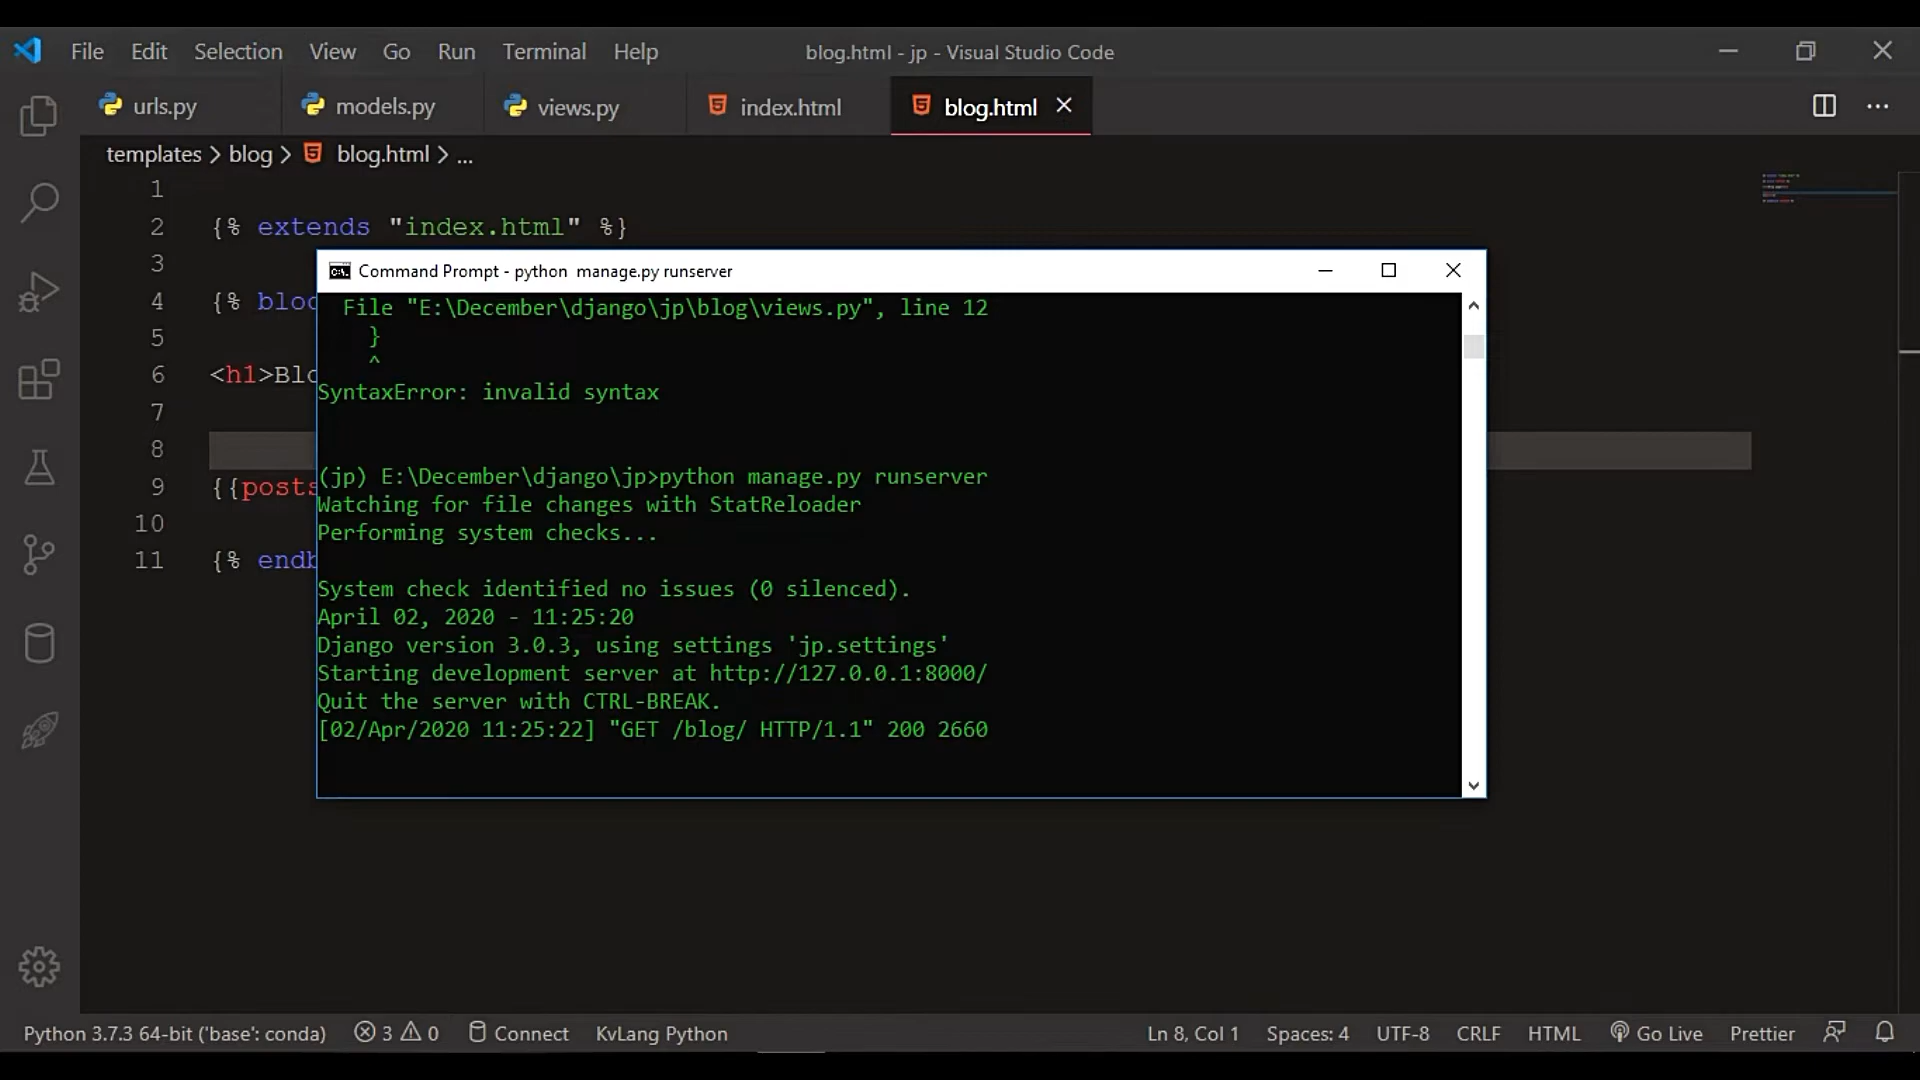 File Edit Selection View Go Run Terminal Help blog.html - jp - Visual Studio Code
urls.py models.py views.py index.html blog.html
templates > blog > blog.html > ...
1
2 {% extends "index.html" %}
3
Command Prompt - python manage.py runserver
File "E:\December\django\jp\blog\views.py", line 12
4 {%
}
5
^
6 <h1>
SyntaxError: invalid syntax
7
8
(jp) E:\December\django\jp>python manage.py runserver
9 {{posts
Watching for file changes with StatReloader
10
Performing system checks...
11 {%
System check identified no issues (0 silenced).
April 02, 2020 - 11:25:20
Django version 3.0.3, using settings 'jp.settings'
Starting development server at http://127.0.0.1:8000/
Quit the server with CTRL-BREAK.
[02/Apr/2020 11:25:22] "GET /blog/ HTTP/1.1" 200 2660
Python 3.7.3 64-bit ('base': conda) 3 0 Connect KvLang Python Ln 8, Col 1 Spaces: 4 UTF-8 CRLF HTML Go Live Prettier